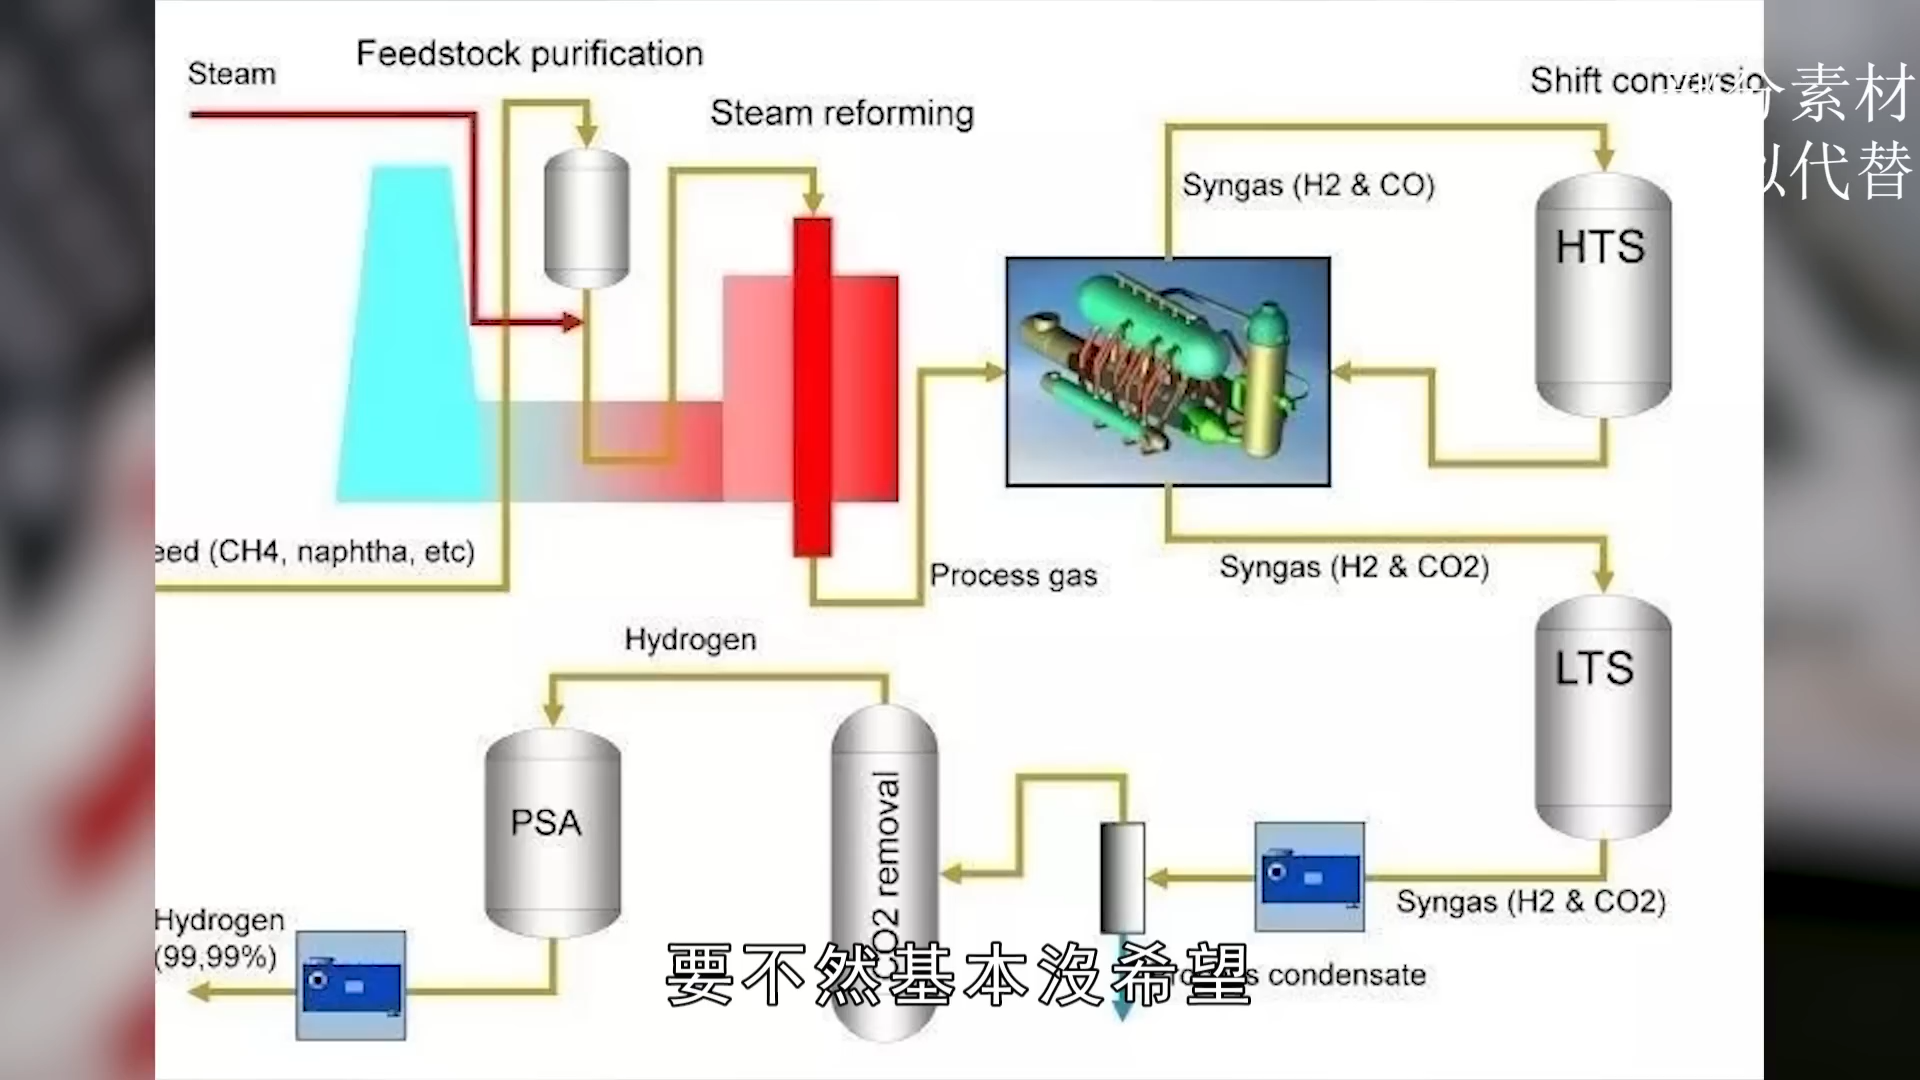 Feedstock purification
Steam
Steam reforming
Shift conversio
素材
代替
Syngas (H2 & CO)
HTS
eed (CH4, naphtha, etc)
Process gas
Syngas (H2 & CO2)
Hydrogen
LTS
PSA
CO2 removal
Syngas (H2 & CO2)
Hydrogen
(99,99%)
condensate
要不然基本沒希望